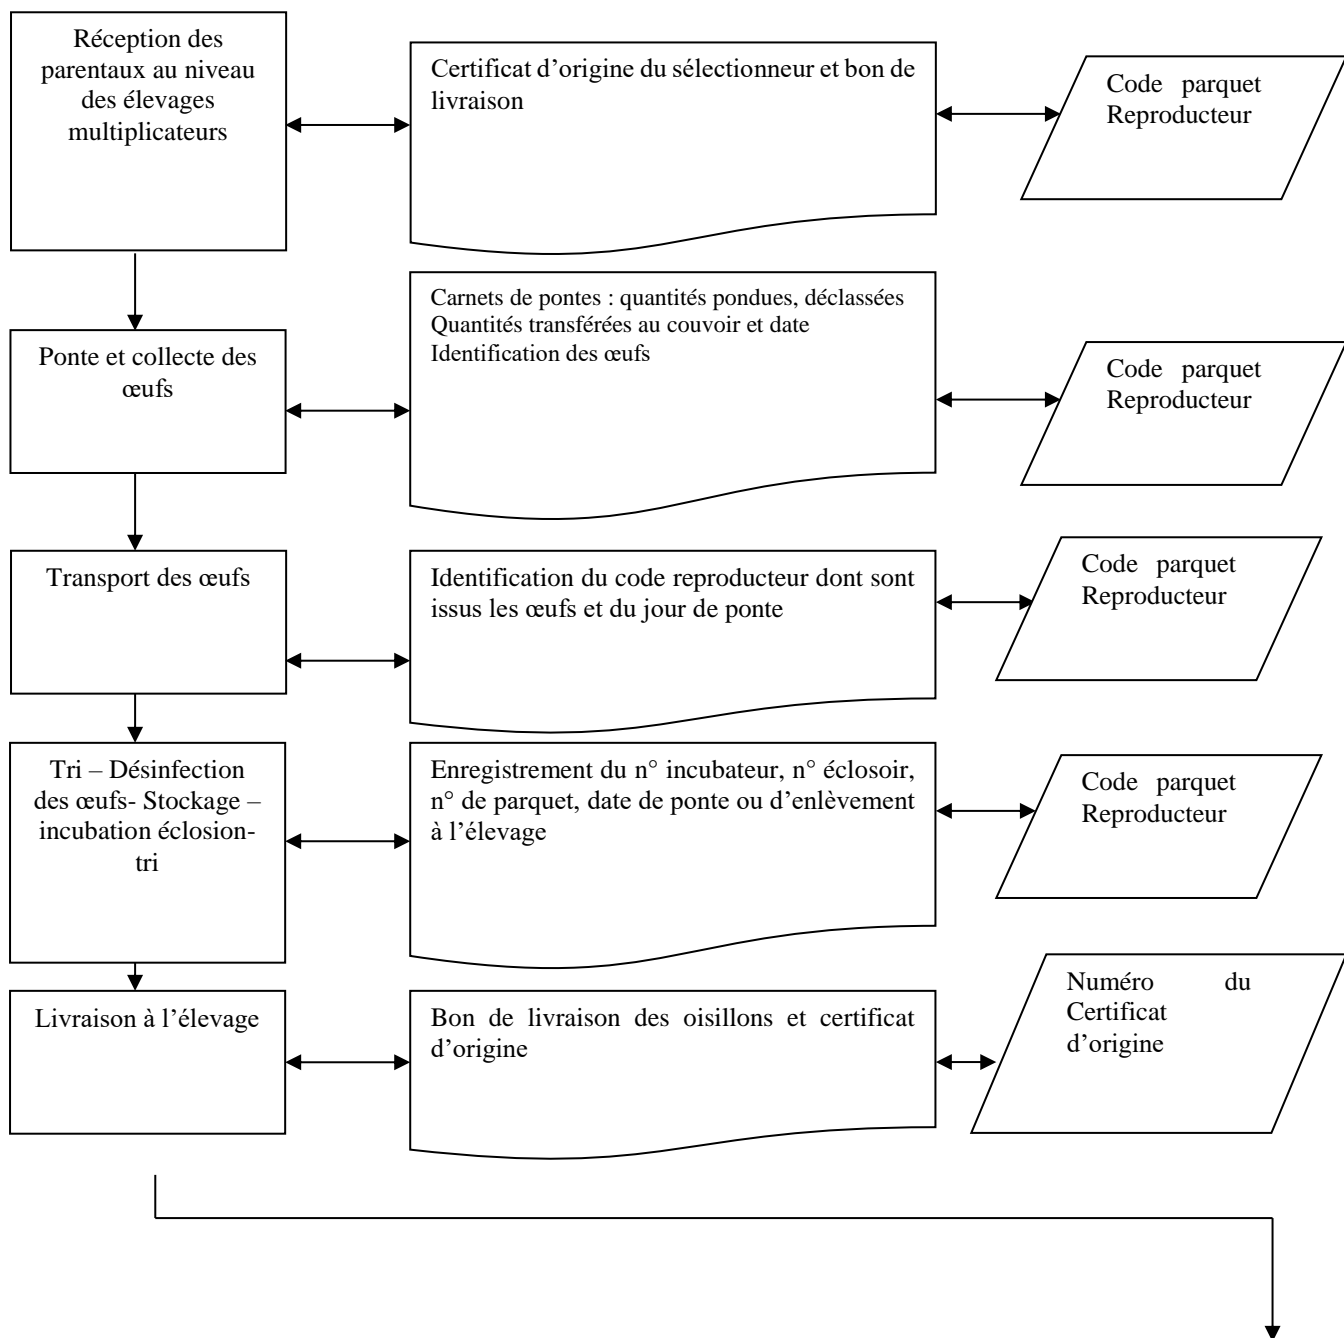 Réception des
parentaux au niveau
des élevages
multiplicateurs
Certificat d’origine du sélectionneur et bon de
livraison
Code parquet
Reproducteur
Ponte et collecte des
œufs
Carnets de pontes : quantités pondues, déclassées
Quantités transférées au couvoir et date
Identification des œufs
Code parquet
Reproducteur
Transport des œufs
Identification du code reproducteur dont sont
issus les œufs et du jour de ponte
Code parquet
Reproducteur
Tri – Désinfection
des œufs- Stockage –
incubation éclosion-
tri
Enregistrement du n° incubateur, n° éclosoir,
n° de parquet, date de ponte ou d’enlèvement
à l’élevage
Code parquet
Reproducteur
Livraison à l’élevage
Bon de livraison des oisillons et certificat
d’origine
Numéro du
Certificat
d’origine